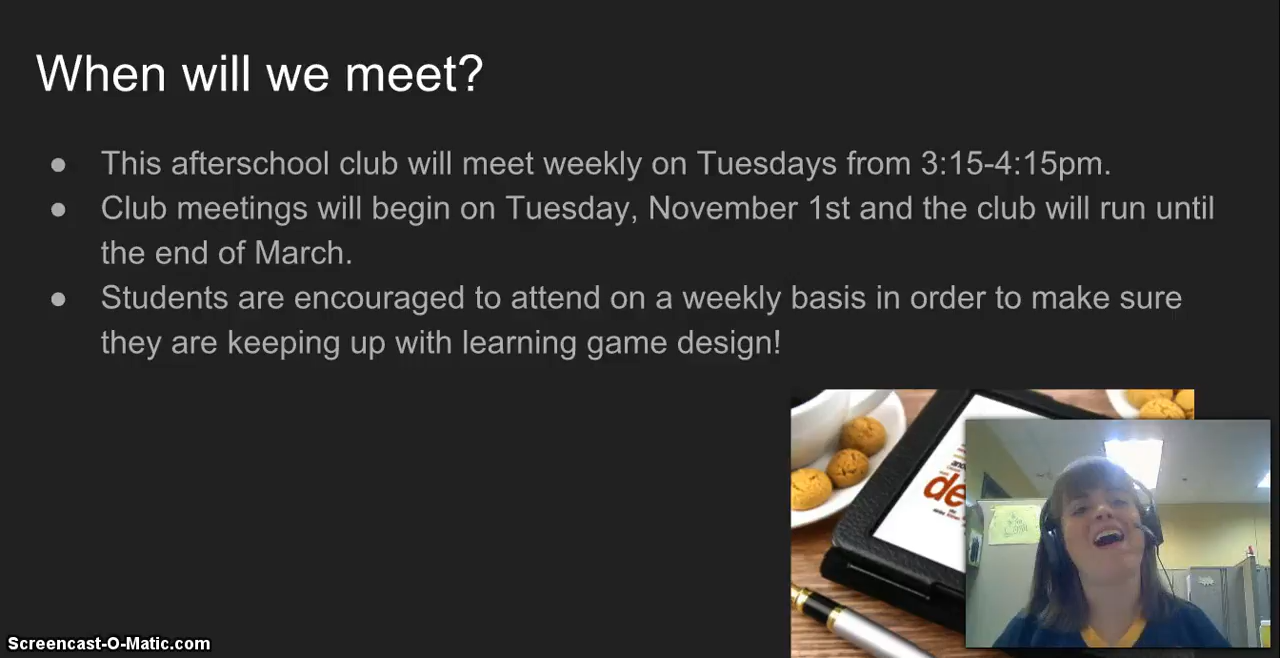 When will we meet?
● This afterschool club will meet weekly on Tuesdays from 3:15-4:15pm.
● Club meetings will begin on Tuesday, November 1st and the club will run until
the end of March.
● Students are encouraged to attend on a weekly basis in order to make sure
they are keeping up with learning game design!
de
Screencast-O-Matic.com